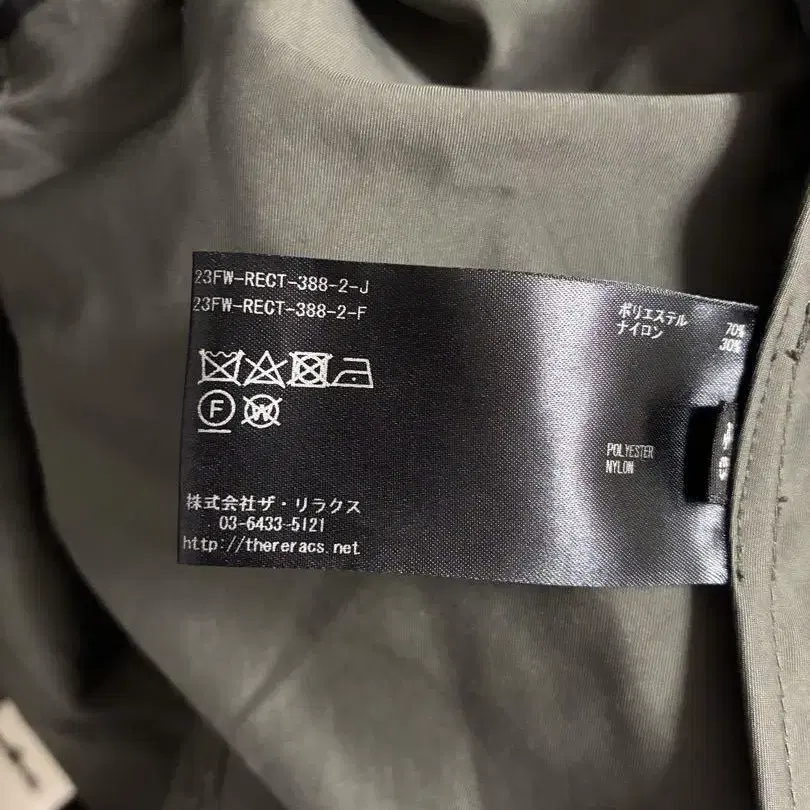 23FW-RECT-388-2-J
23FW-RECT-388-2-F
ポリエステル 70%
ナイロン 30%
F
W
POLYESTER
NYLON
株式会社ザ・リラクス
03-6433-5121
http://thereracs.net